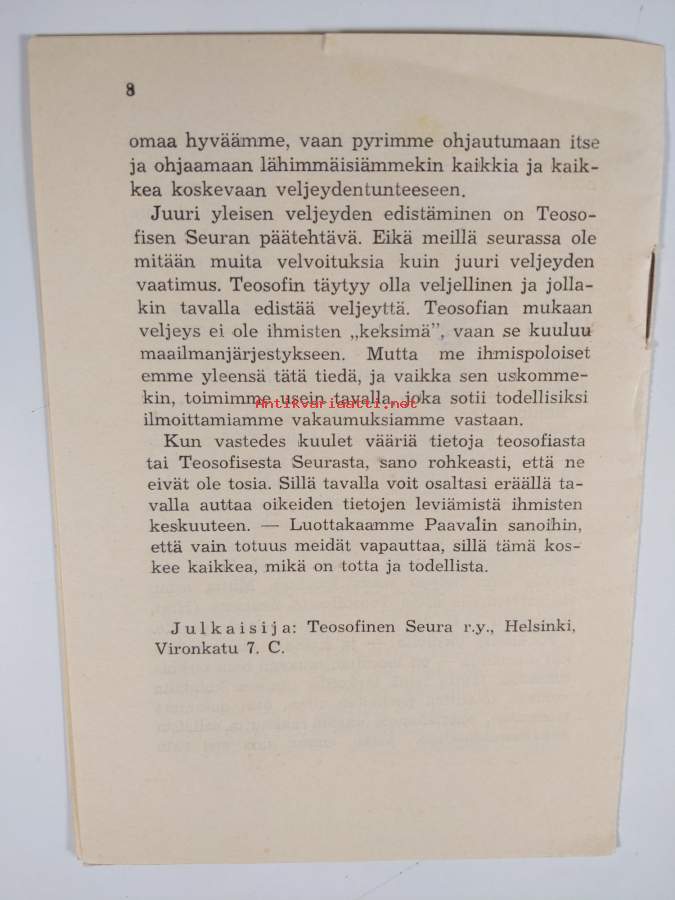 8
omaa hyväämme, vaan pyrimme ohjautumaan itse
ja ohjaamaan lähimmäisiämmekin kaikkia ja kaik-
kea koskevaan veljeydentunteeseen.
Juuri yleisen veljeyden edistäminen on Teoso-
fisen Seuran päätehtävä. Eikä meillä seurassa ole
mitään muita velvoituksia kuin juuri veljeyden
vaatimus. Teosofin täytyy olla veljellinen ja jolla-
kin tavalla edistää veljeyttä. Teosofian mukaan
veljeys ei ole ihmisten „keksimä", vaan se kuuluu
maailmanjärjestykseen. Mutta me ihmispoloiset
emme yleensä tätä tiedä, ja vaikka sen uskomme-
kin, toimimme usein tavalla, joka sotii todellisiksi
Antikvariaatti.net
ilmoittamiamme vakaumuksiamme vastaan.
Kun vastedes kuulet vääriä tietoja teosofiasta
tai Teosofisesta Seurasta, sano rohkeasti, että ne
eivät ole tosia. Sillä tavalla voit osaltasi eräällä ta-
valla auttaa oikeiden tietojen leviämistä ihmisten
keskuuteen. — Luottakaamme Paavalin sanoihin,
että vain totuus meidät vapauttaa, sillä tämä kos-
kee kaikkea, mikä on totta ja todellista.
Julkaisija: Teosofinen Seura r.y., Helsinki,
Vironkatu 7. C.